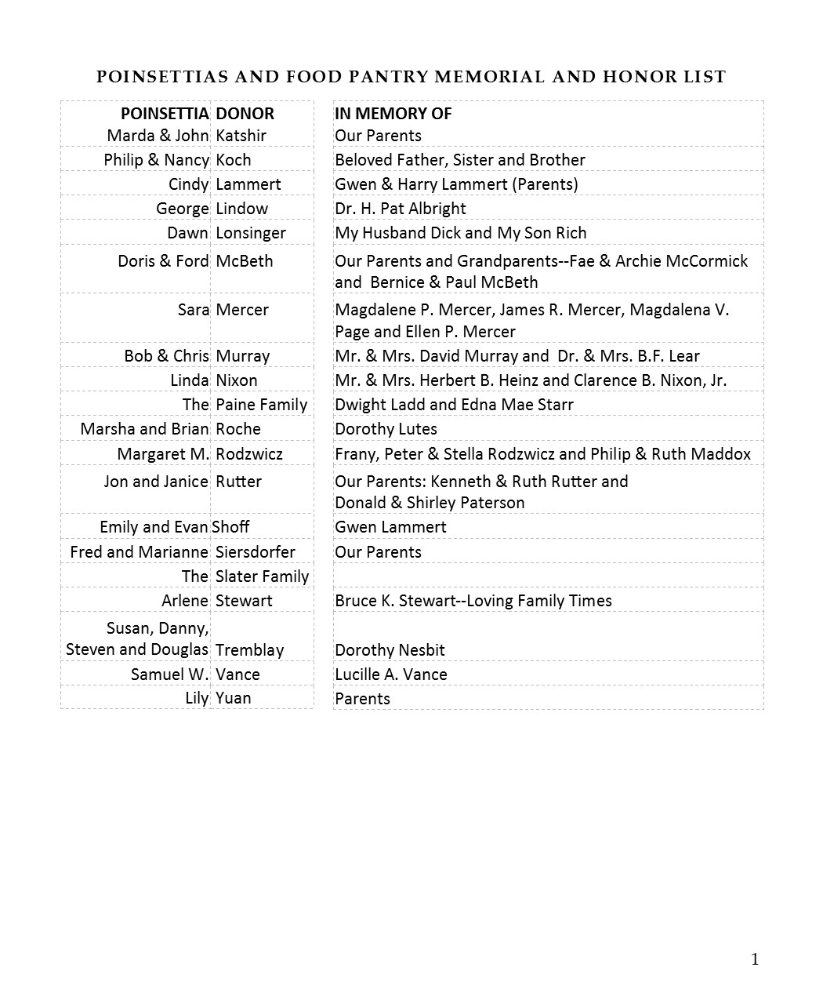 POINSETTIAS AND FOOD PANTRY MEMORIAL AND HONOR LIST
POINSETTIA DONOR IN MEMORY OF
Marda & John Katshir Our Parents
Philip & Nancy Koch Beloved Father, Sister and Brother
Cindy Lammert Gwen & Harry Lammert (Parents)
George Lindow Dr. H. Pat Albright
Dawn Lonsinger My Husband Dick and My Son Rich
Doris & Ford McBeth Our Parents and Grandparents--Fae & Archie McCormick
and  Bernice & Paul McBeth
Sara Mercer Magdalene P. Mercer, James R. Mercer, Magdalena V.
Page and Ellen P. Mercer
Bob & Chris Murray Mr. & Mrs. David Murray and  Dr. & Mrs. B.F. Lear
Linda Nixon Mr. & Mrs. Herbert B. Heinz and Clarence B. Nixon, Jr.
The Paine Family Dwight Ladd and Edna Mae Starr
Marsha and Brian Roche Dorothy Lutes
Margaret M. Rodzwicz Frany, Peter & Stella Rodzwicz and Philip & Ruth Maddox
Jon and Janice Rutter Our Parents: Kenneth & Ruth Rutter and
Donald & Shirley Paterson
Emily and Evan Shoff Gwen Lammert
Fred and Marianne Siersdorfer Our Parents
The Slater Family
Arlene Stewart Bruce K. Stewart--Loving Family Times
Susan, Danny,
Steven and Douglas Tremblay Dorothy Nesbit
Samuel W. Vance Lucille A. Vance
Lily Yuan Parents
1